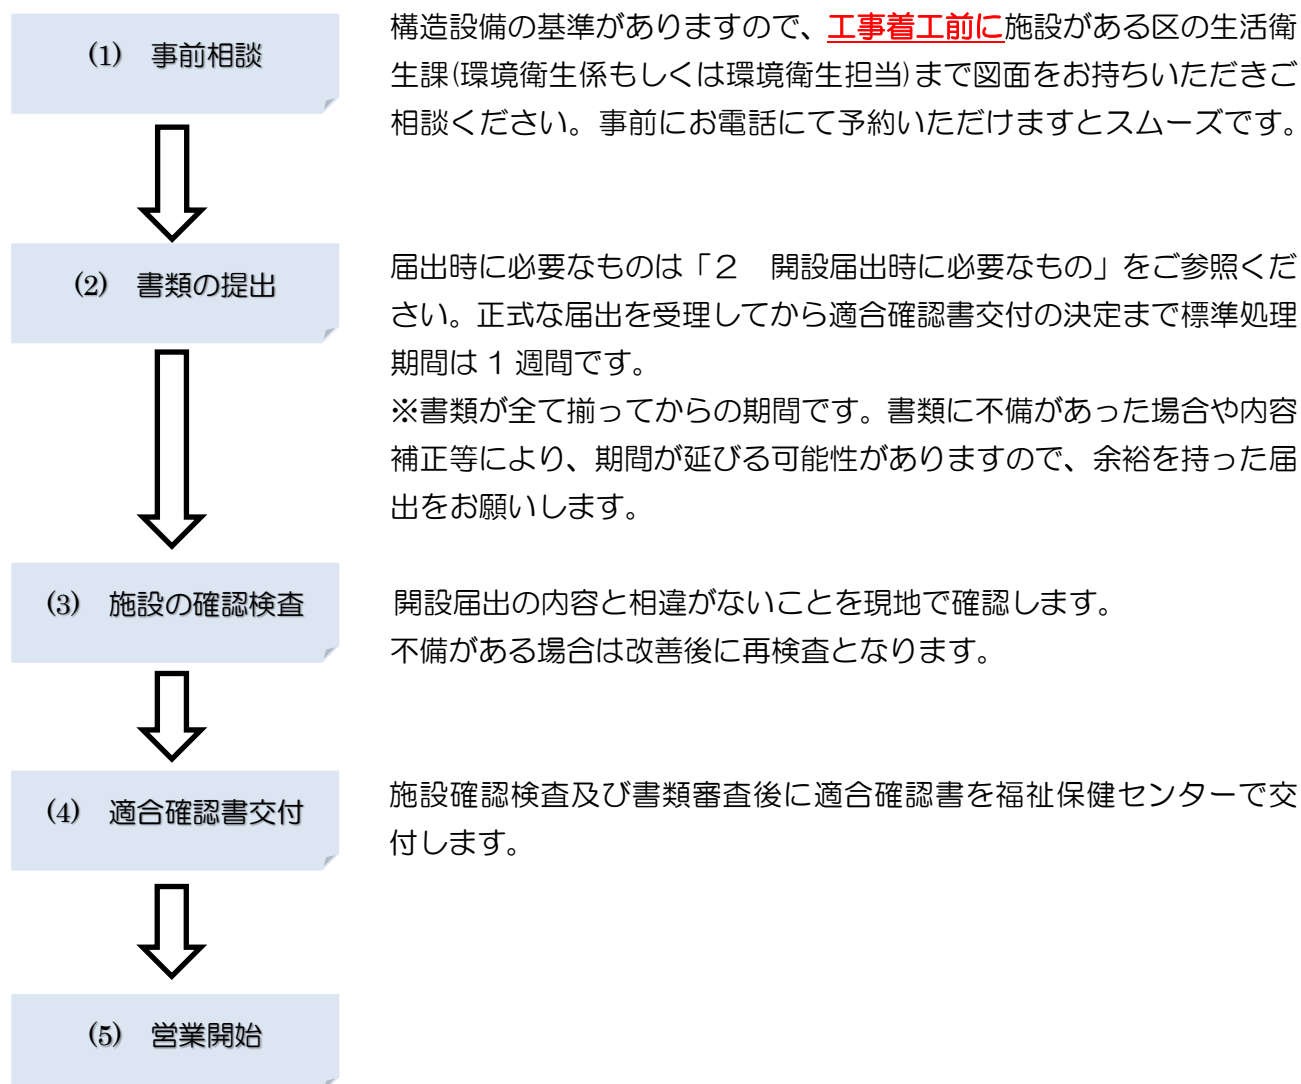 (1) 事前相談
構造設備の基準がありますので、工事着工前に施設がある区の生活衛
生課(環境衛生係もしくは環境衛生担当)まで図面をお持ちいただきご
相談ください。事前にお電話にて予約いただけますとスムーズです。
(2) 書類の提出
届出時に必要なものは「２　開設届出時に必要なもの」をご参照くだ
さい。正式な届出を受理してから適合確認書交付の決定まで標準処理
期間は 1 週間です。
※書類が全て揃ってからの期間です。書類に不備があった場合や内容
補正等により、期間が延びる可能性がありますので、余裕を持った届
出をお願いします。
(3) 施設の確認検査
開設届出の内容と相違がないことを現地で確認します。
不備がある場合は改善後に再検査となります。
(4) 適合確認書交付
施設確認検査及び書類審査後に適合確認書を福祉保健センターで交
付します。
(5) 営業開始